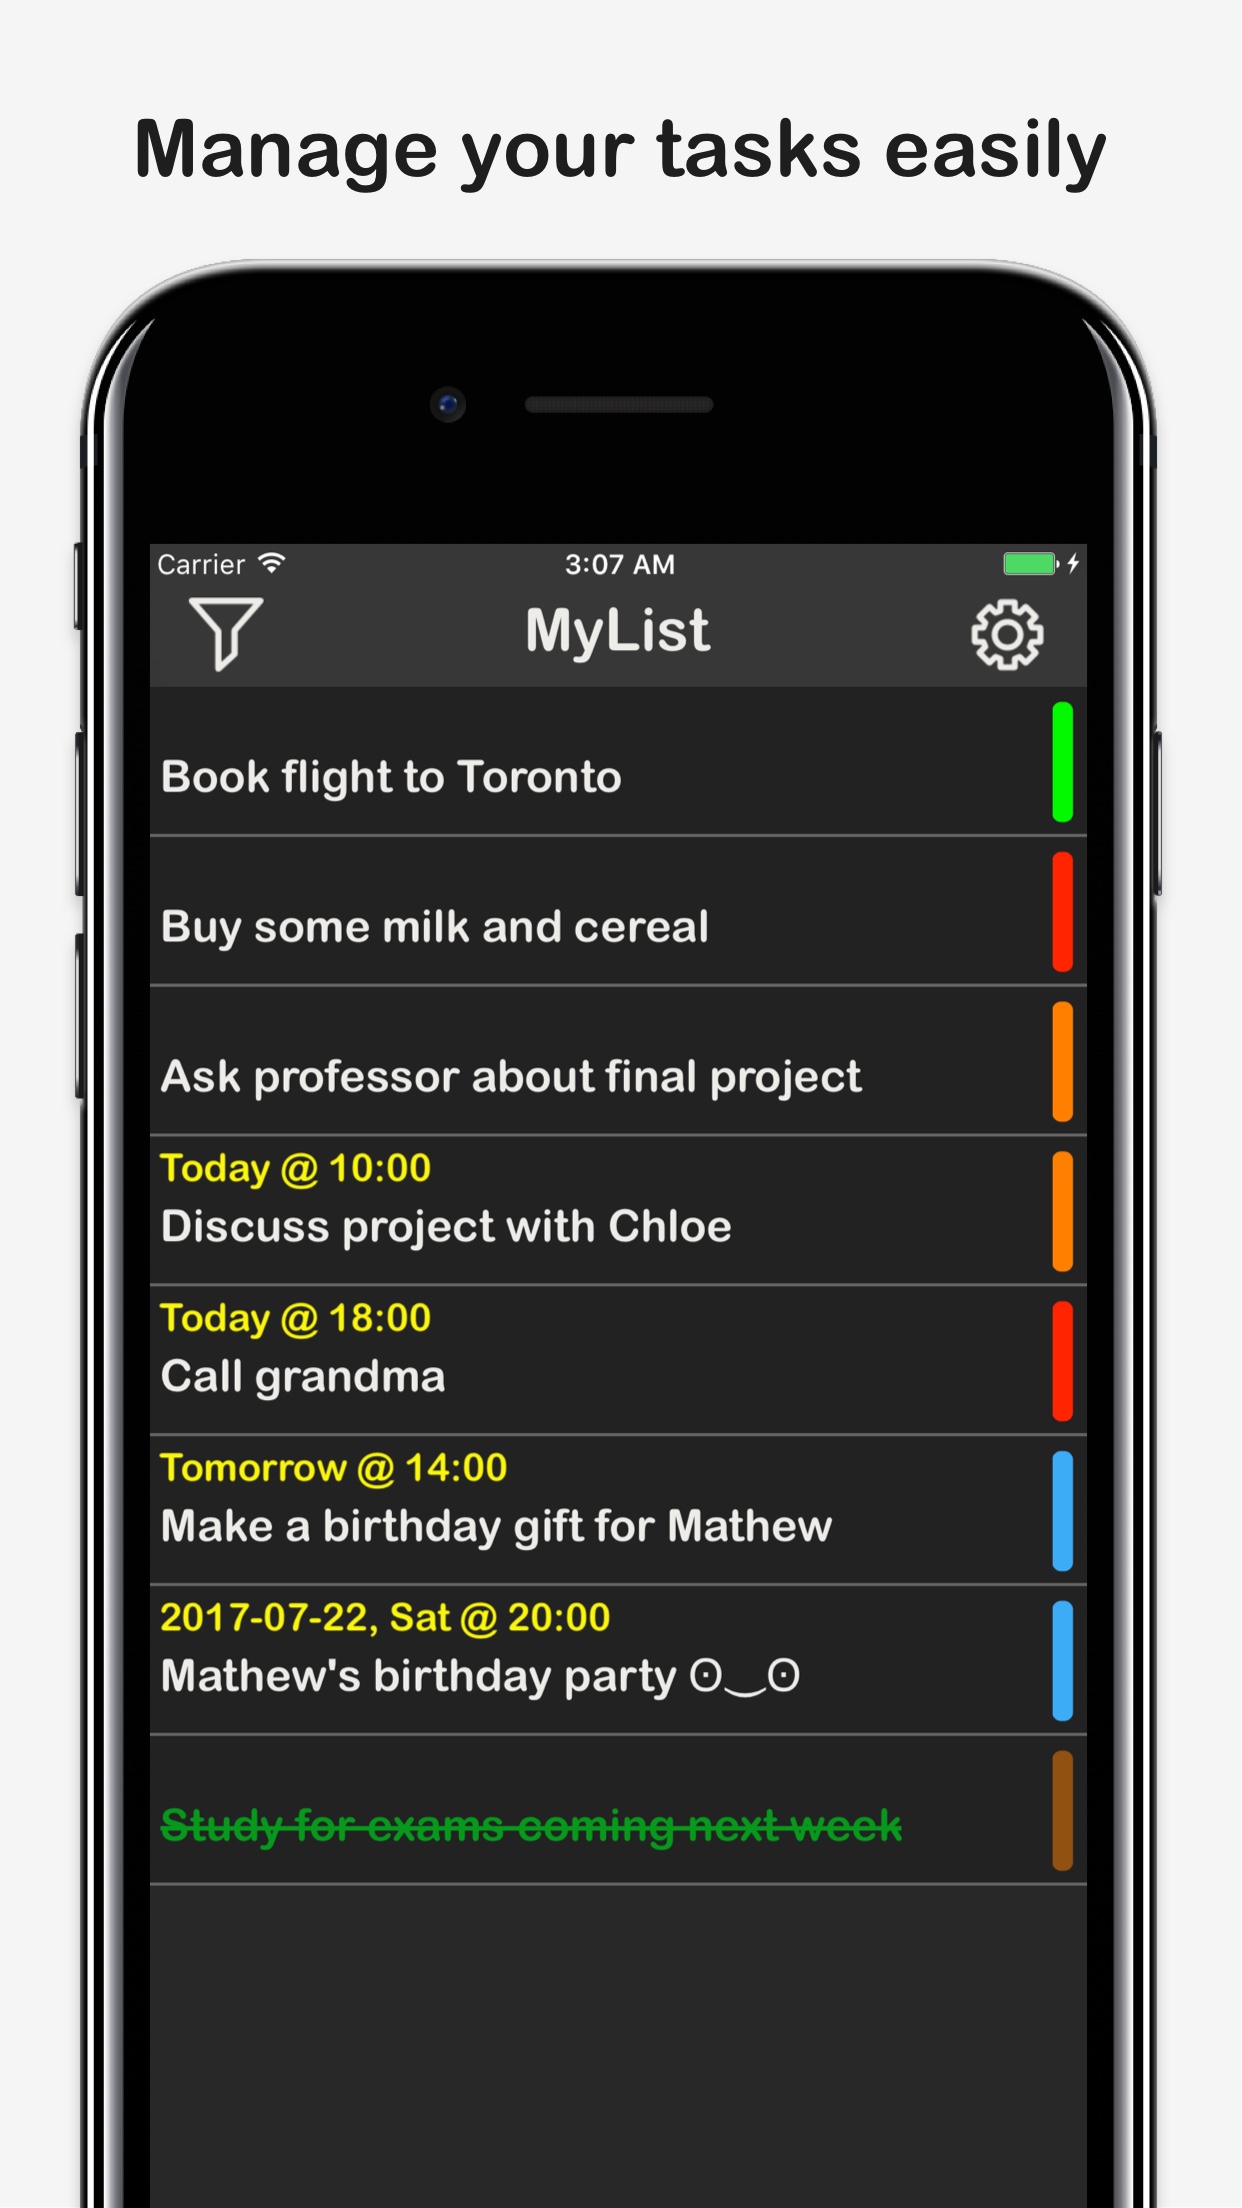 Manage your tasks easily
Carrier 3:07 AM
MyList
Book flight to Toronto
Buy some milk and cereal
Ask professor about final project
Today @ 10:00
Discuss project with Chloe
Today @ 18:00
Call grandma
Tomorrow @ 14:00
Make a birthday gift for Mathew
2017-07-22, Sat @ 20:00
Mathew's birthday party ʘ‿ʘ
Study for exams coming next week